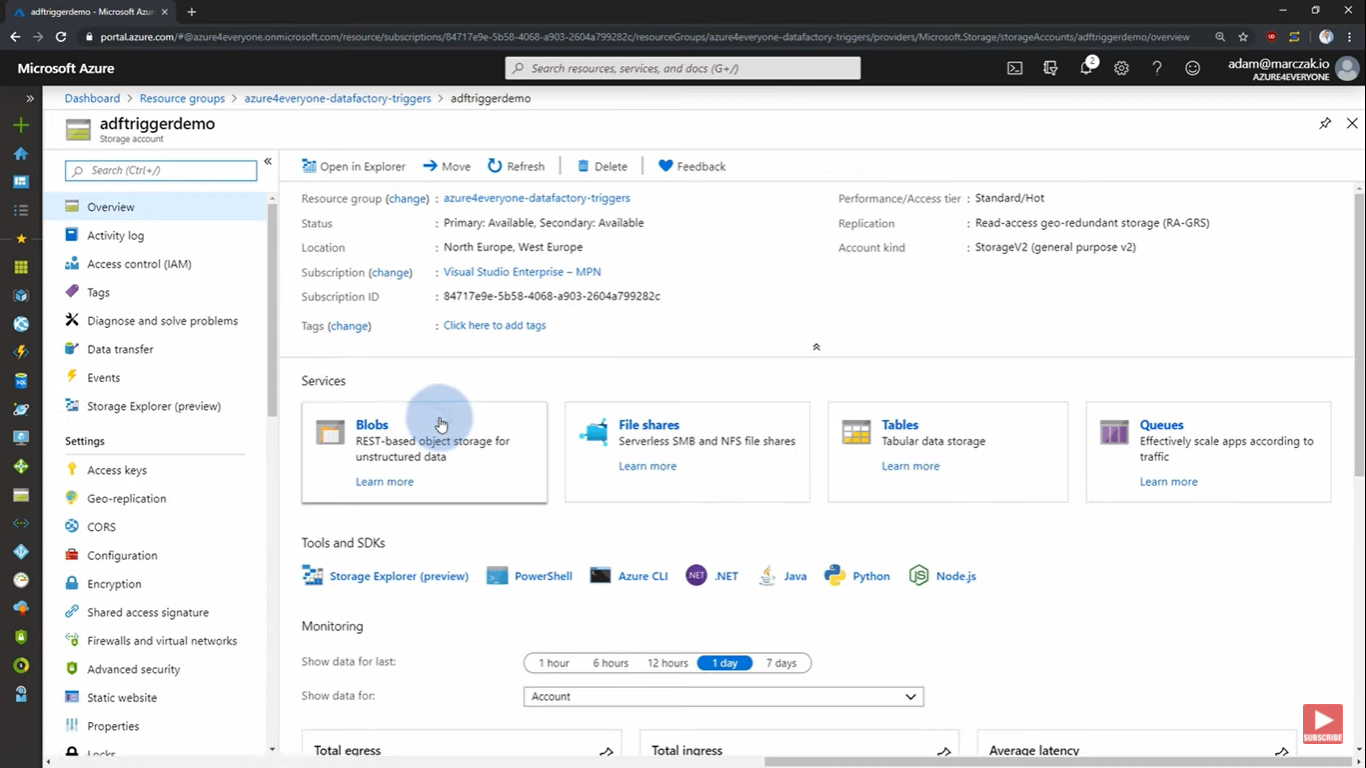 adftriggerdemo - Microsoft Azure
portal.azure.com/#@azure4everyone.onmicrosoft.com/resource/subscriptions/84717e9e-5b58-4068-a903-2604a799282c/resourceGroups/azure4everyone-datafactory-triggers/providers/Microsoft.Storage/storageAccounts/adftriggerdemo/overview
Microsoft Azure
Search resources, services, and docs (G+/)
2
adam@marczak.io
AZURE4EVERYONE
Dashboard > Resource groups > azure4everyone-datafactory-triggers > adftriggerdemo
adftriggerdemo
Storage account
Search (Ctrl+/)
Overview
Activity log
Access control (IAM)
Tags
Diagnose and solve problems
Data transfer
Events
Storage Explorer (preview)
Settings
Access keys
Geo-replication
CORS
Configuration
Encryption
Shared access signature
Firewalls and virtual networks
Advanced security
Static website
Properties
Locks
Open in Explorer Move Refresh Delete Feedback
Resource group (change) : azure4everyone-datafactory-triggers
Status : Primary: Available, Secondary: Available
Location : North Europe, West Europe
Subscription (change) : Visual Studio Enterprise – MPN
Subscription ID : 84717e9e-5b58-4068-a903-2604a799282c
Tags (change) : Click here to add tags
Performance/Access tier : Standard/Hot
Replication : Read-access geo-redundant storage (RA-GRS)
Account kind : StorageV2 (general purpose v2)
Services
Blobs
REST-based object storage for
unstructured data
Learn more
File shares
Serverless SMB and NFS file shares
Learn more
Tables
Tabular data storage
Learn more
Queues
Effectively scale apps according to
traffic
Learn more
Tools and SDKs
Storage Explorer (preview) PowerShell Azure CLI .NET .NET Java Python Node.js
Monitoring
Show data for last: 1 hour 6 hours 12 hours 1 day 7 days
Show data for: Account
Total egress Total ingress Average latency
SUBSCRIBE